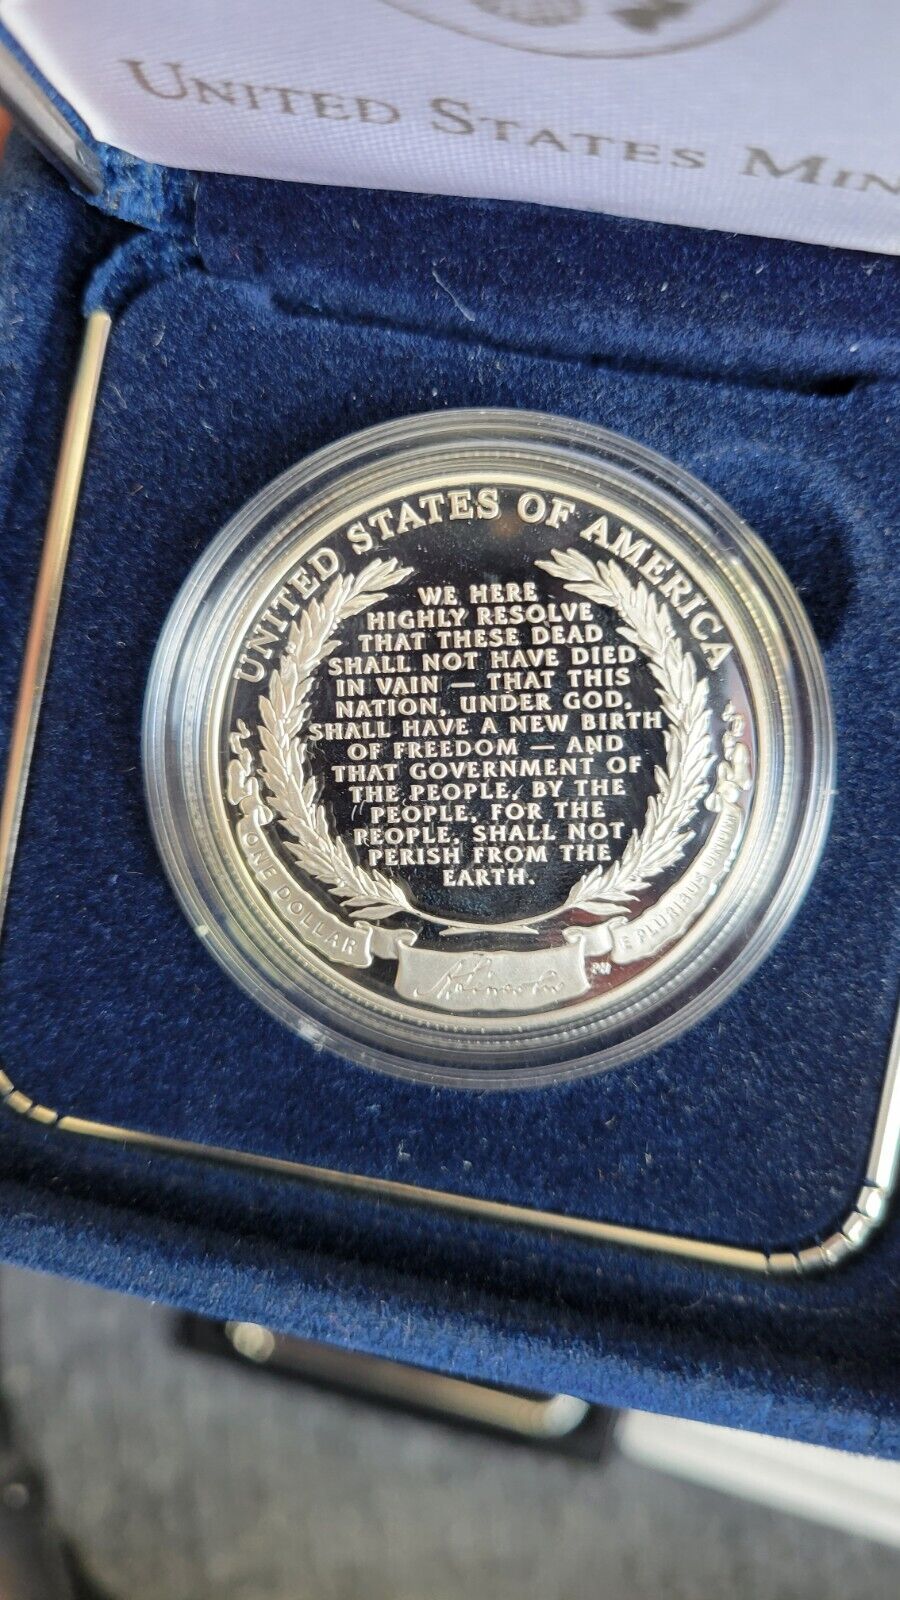 UNITED STATES MIN
UNITED STATES OF AMERICA
WE HERE
HIGHLY RESOLVE
THAT THESE DEAD
SHALL NOT HAVE DIED
IN VAIN — THAT THIS
NATION, UNDER GOD,
SHALL HAVE A NEW BIRTH
OF FREEDOM — AND
THAT GOVERNMENT OF
THE PEOPLE, BY THE
PEOPLE, FOR THE
PEOPLE, SHALL NOT
PERISH FROM THE
EARTH.
ONE DOLLAR
A. Lincoln
PH
E PLURIBUS UNUM